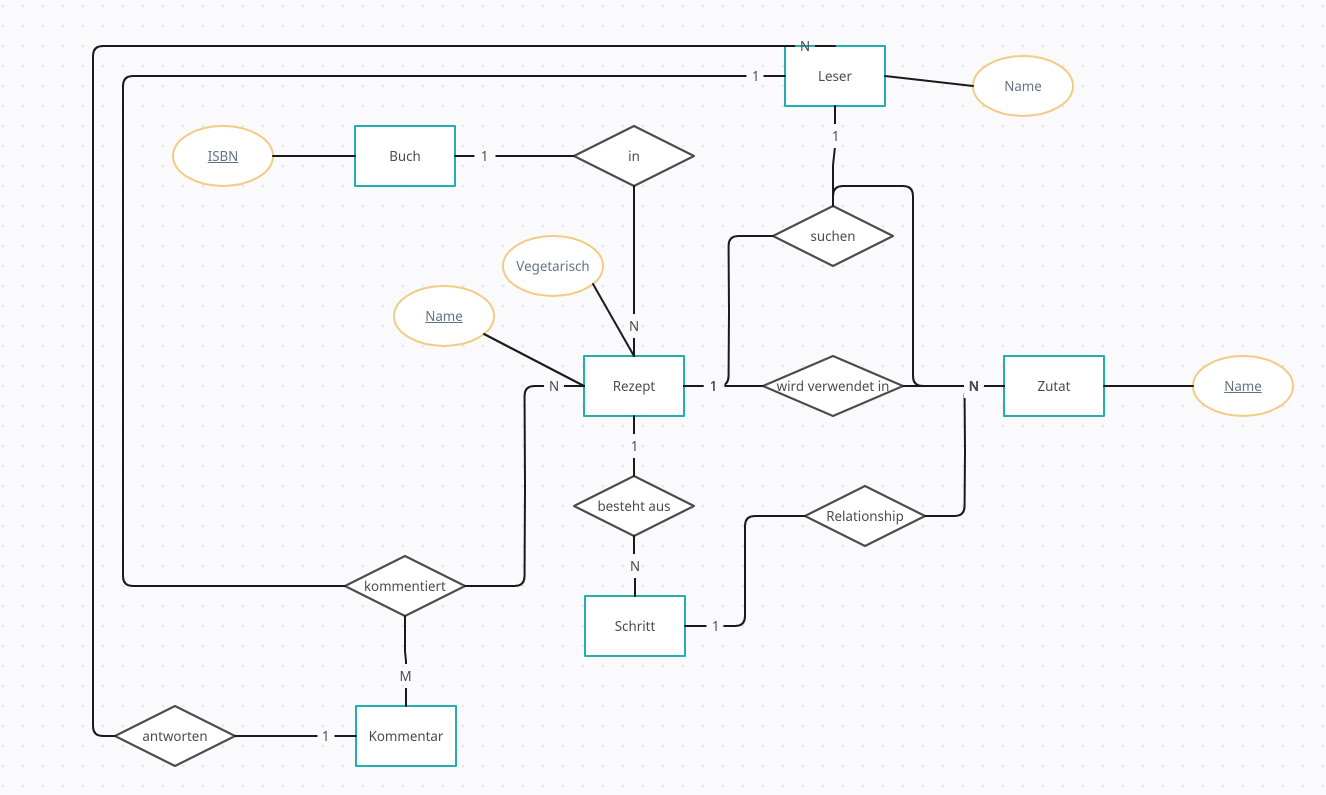 N
1
Leser
Name
1
ISBN
Buch
1
in
suchen
Vegetarisch
Name
N
N
Rezept
1
wird verwendet in
N
Zutat
Name
1
besteht aus
Relationship
N
kommentiert
Schritt
1
M
antworten
1
Kommentar